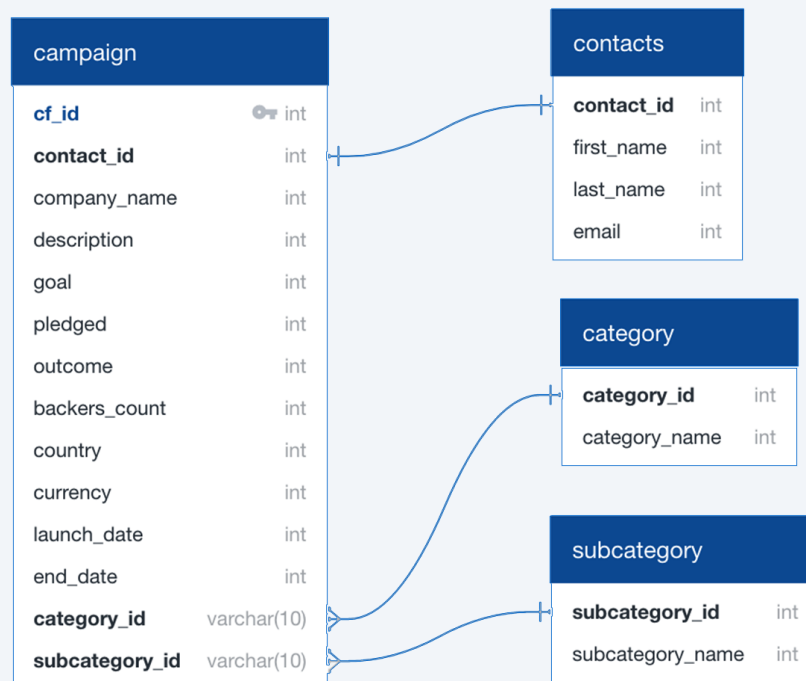 campaign
cf_id int
contact_id int
company_name int
description int
goal int
pledged int
outcome int
backers_count int
country int
currency int
launch_date int
end_date int
category_id varchar(10)
subcategory_id varchar(10)
contacts
contact_id int
first_name int
last_name int
email int
category
category_id int
category_name int
subcategory
subcategory_id int
subcategory_name int